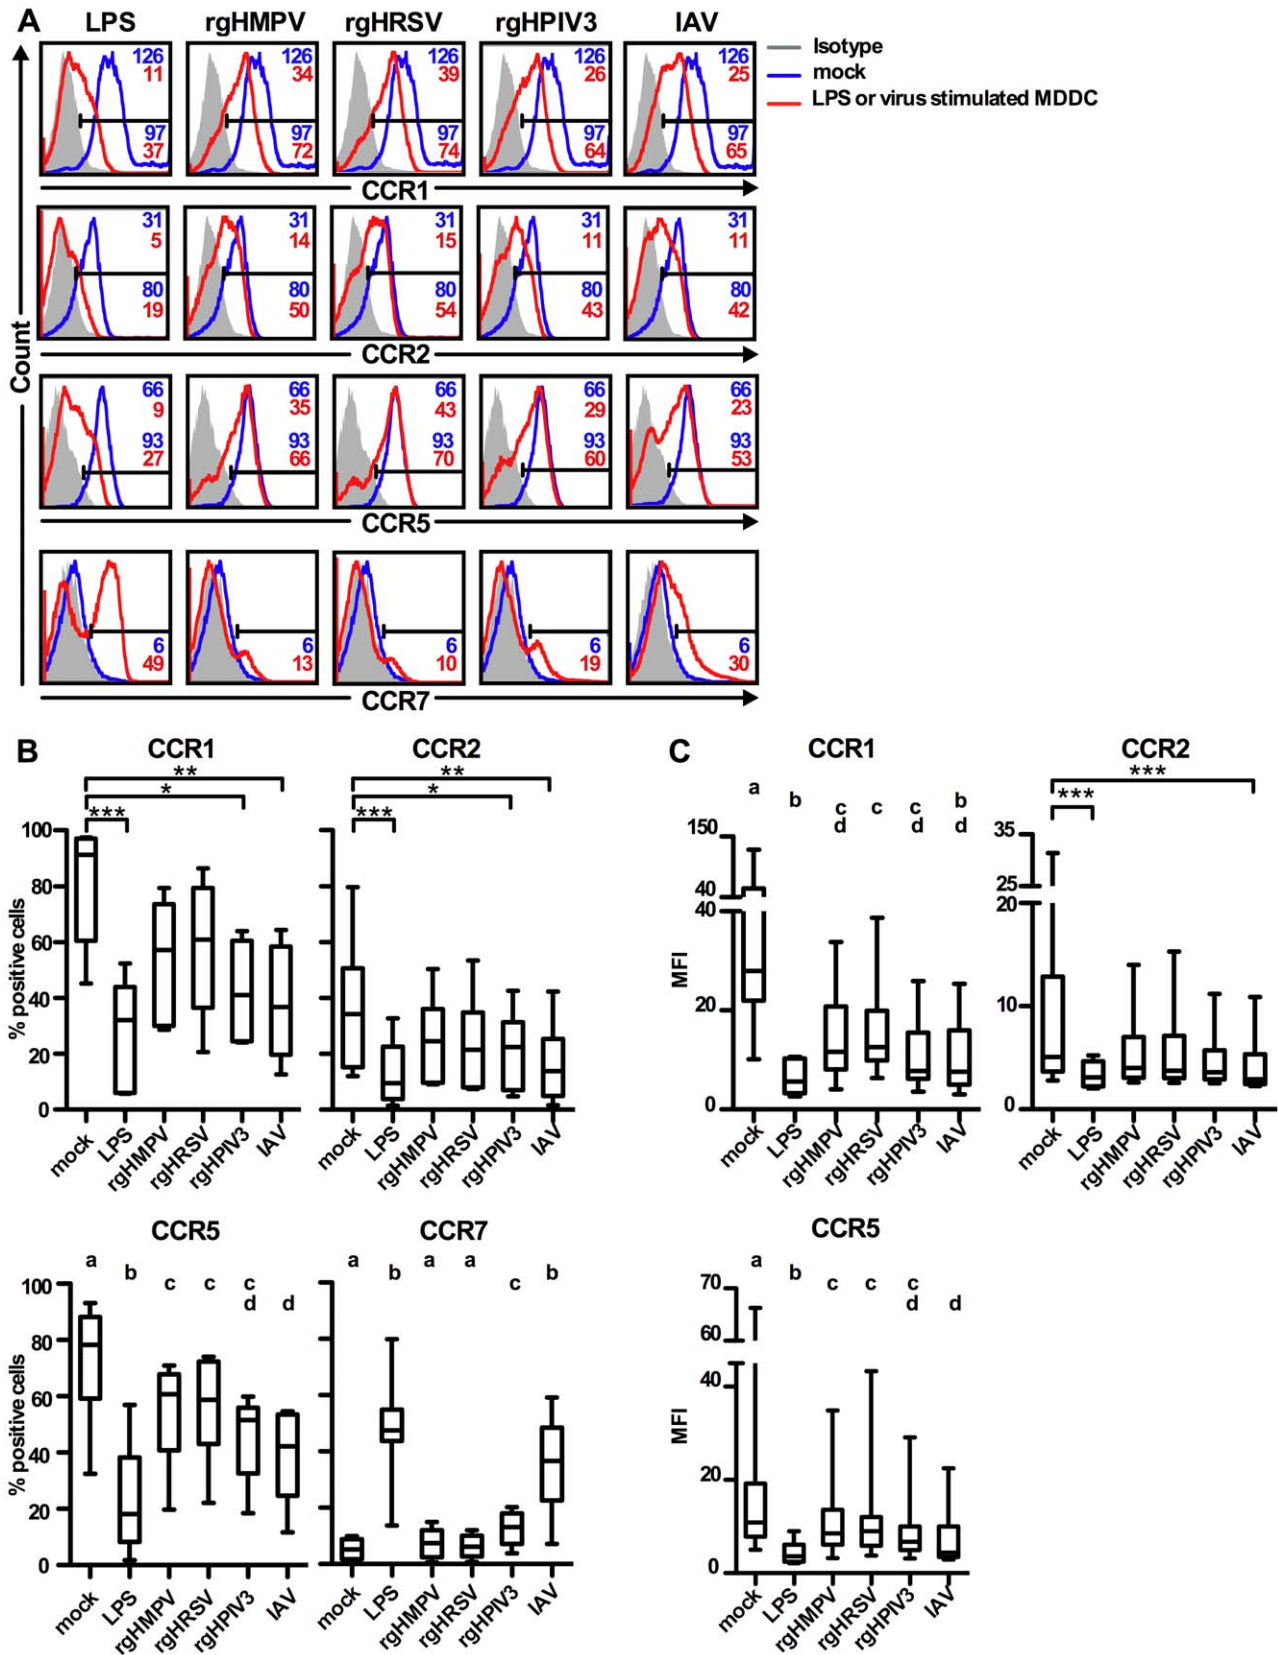 A
LPS rgHMPV rgHRSV rgHPIV3 IAV
Isotype
mock
LPS or virus stimulated MDDC
126 126 126 126 126
11 34 39 26 25
97 97 97 97 97
37 72 74 64 65
CCR1
31 31 31 31 31
5 14 15 11 11
80 80 80 80 80
19 50 54 43 42
CCR2
Count
66 66 66 66 66
9 35 43 29 23
93 93 93 93 93
27 66 70 60 53
CCR5
6 6 6 6 6
49 13 10 19 30
CCR7
B
CCR1
**
*
***
100
80
60
40
20
0
% positive cells
mock LPS rgHMPV rgHRSV rgHPIV3 IAV
CCR2
**
*
***
mock LPS rgHMPV rgHRSV rgHPIV3 IAV
CCR5
a b c c c d
d
100
80
60
40
20
0
% positive cells
mock LPS rgHMPV rgHRSV rgHPIV3 IAV
CCR7
a b a a c b
mock LPS rgHMPV rgHRSV rgHPIV3 IAV
C
CCR1
a b c c c b
d d d
150
40
40
20
0
MFI
mock LPS rgHMPV rgHRSV rgHPIV3 IAV
CCR2
***
***
35
25
20
10
0
mock LPS rgHMPV rgHRSV rgHPIV3 IAV
CCR5
a b c c c d
d
70
60
40
20
0
MFI
mock LPS rgHMPV rgHRSV rgHPIV3 IAV